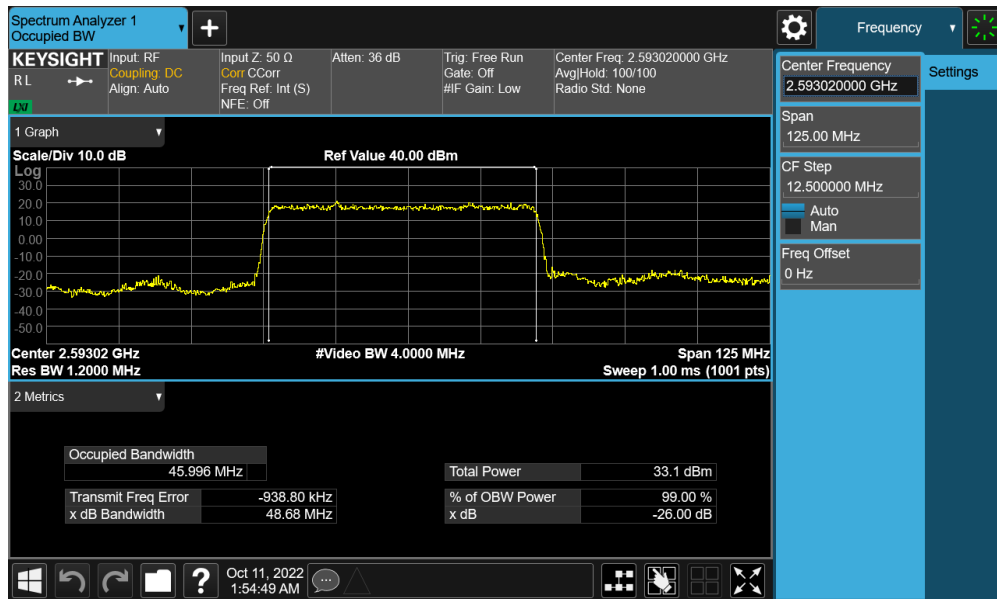 Spectrum Analyzer 1
Occupied BW
Frequency
KEYSIGHT
R L
LXI
Input: RF
Coupling: DC
Align: Auto
Input Z: 50 Ω
Corr CCorr
Freq Ref: Int (S)
NFE: Off
Atten: 36 dB
Trig: Free Run
Gate: Off
#IF Gain: Low
Center Freq: 2.593020000 GHz
Avg|Hold: 100/100
Radio Std: None
Center Frequency
2.593020000 GHz
Settings
Span
125.00 MHz
CF Step
12.500000 MHz
Auto
Man
Freq Offset
0 Hz
1 Graph
Scale/Div 10.0 dB
Ref Value 40.00 dBm
Log
30.0
20.0
10.0
0.00
-10.0
-20.0
-30.0
-40.0
-50.0
Center 2.59302 GHz
#Video BW 4.0000 MHz
Span 125 MHz
Res BW 1.2000 MHz
Sweep 1.00 ms (1001 pts)
2 Metrics
Occupied Bandwidth
45.996 MHz
Total Power 33.1 dBm
Transmit Freq Error -938.80 kHz
% of OBW Power 99.00 %
x dB Bandwidth 48.68 MHz
x dB -26.00 dB
?
Oct 11, 2022
1:54:49 AM